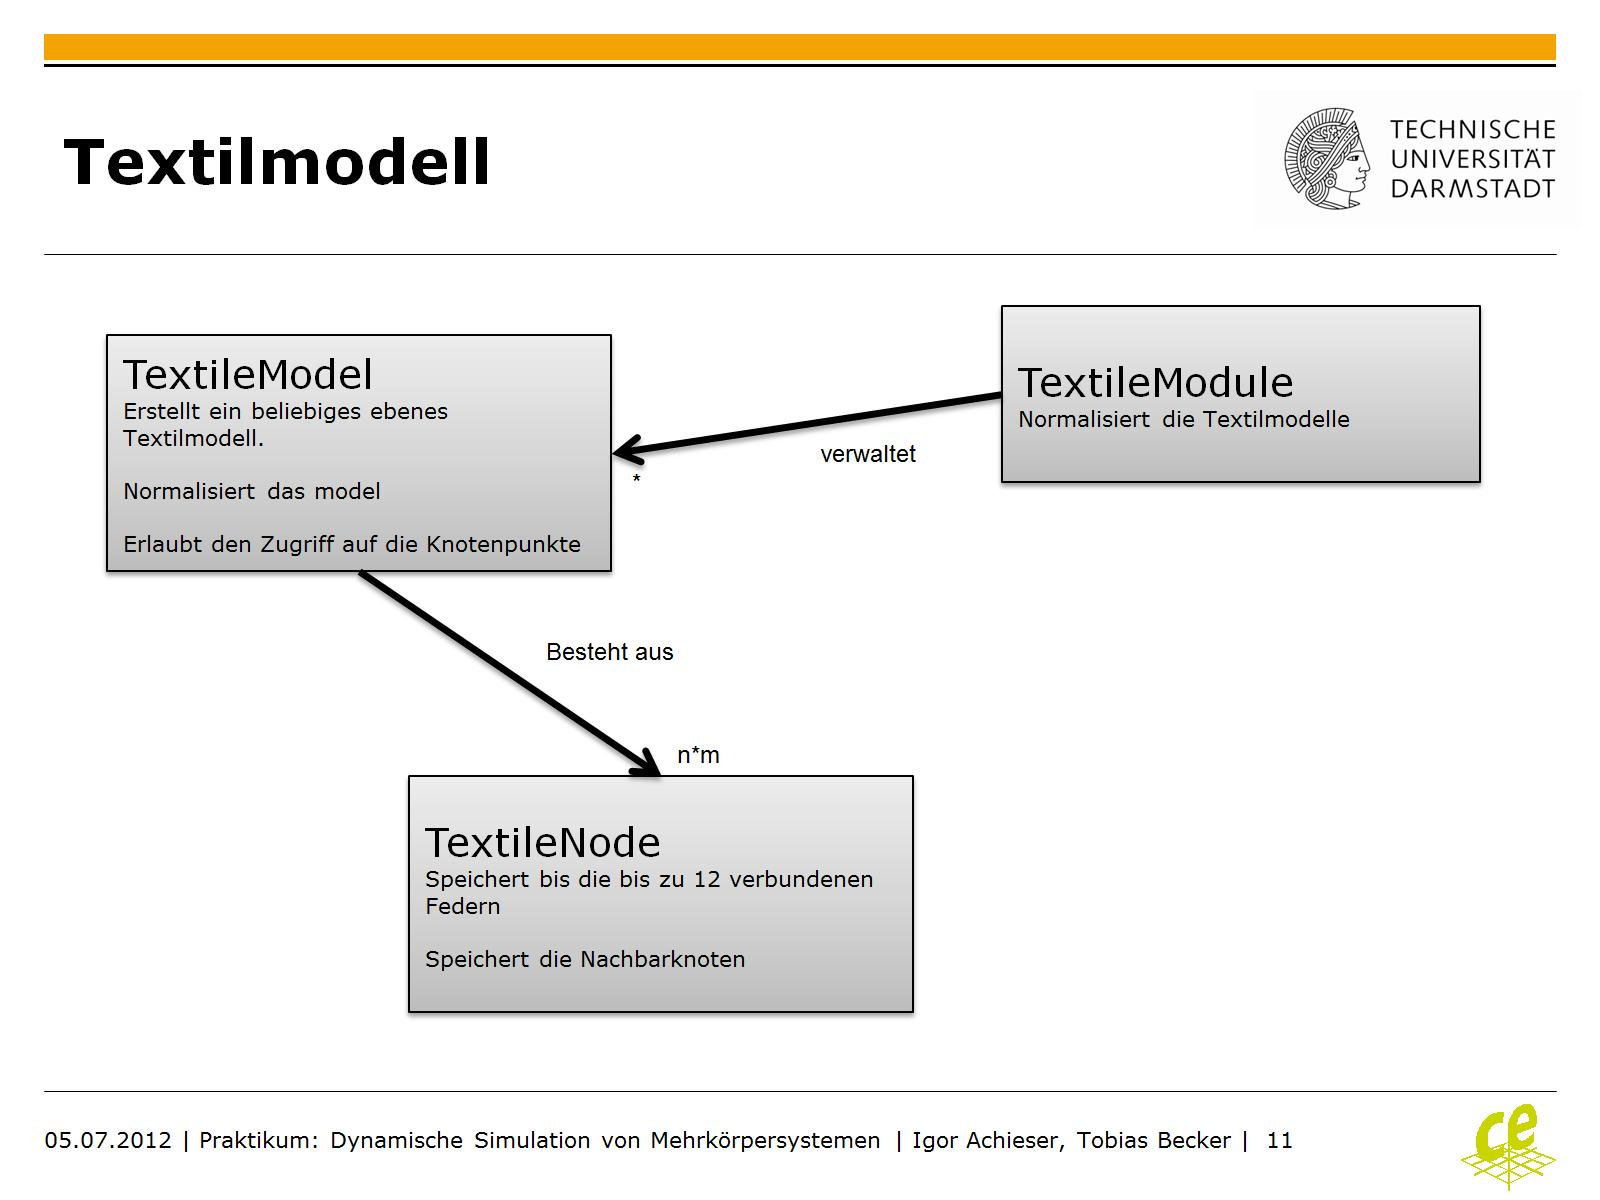 Textilmodell
TECHNISCHE
UNIVERSITÄT
DARMSTADT
TextileModel
Erstellt ein beliebiges ebenes
Textilmodell.
Normalisiert das model
Erlaubt den Zugriff auf die Knotenpunkte
TextileModule
Normalisiert die Textilmodelle
verwaltet
*
Besteht aus
n*m
TextileNode
Speichert bis die bis zu 12 verbundenen
Federn
Speichert die Nachbarknoten
05.07.2012 | Praktikum: Dynamische Simulation von Mehrkörpersystemen | Igor Achieser, Tobias Becker | 11
ce